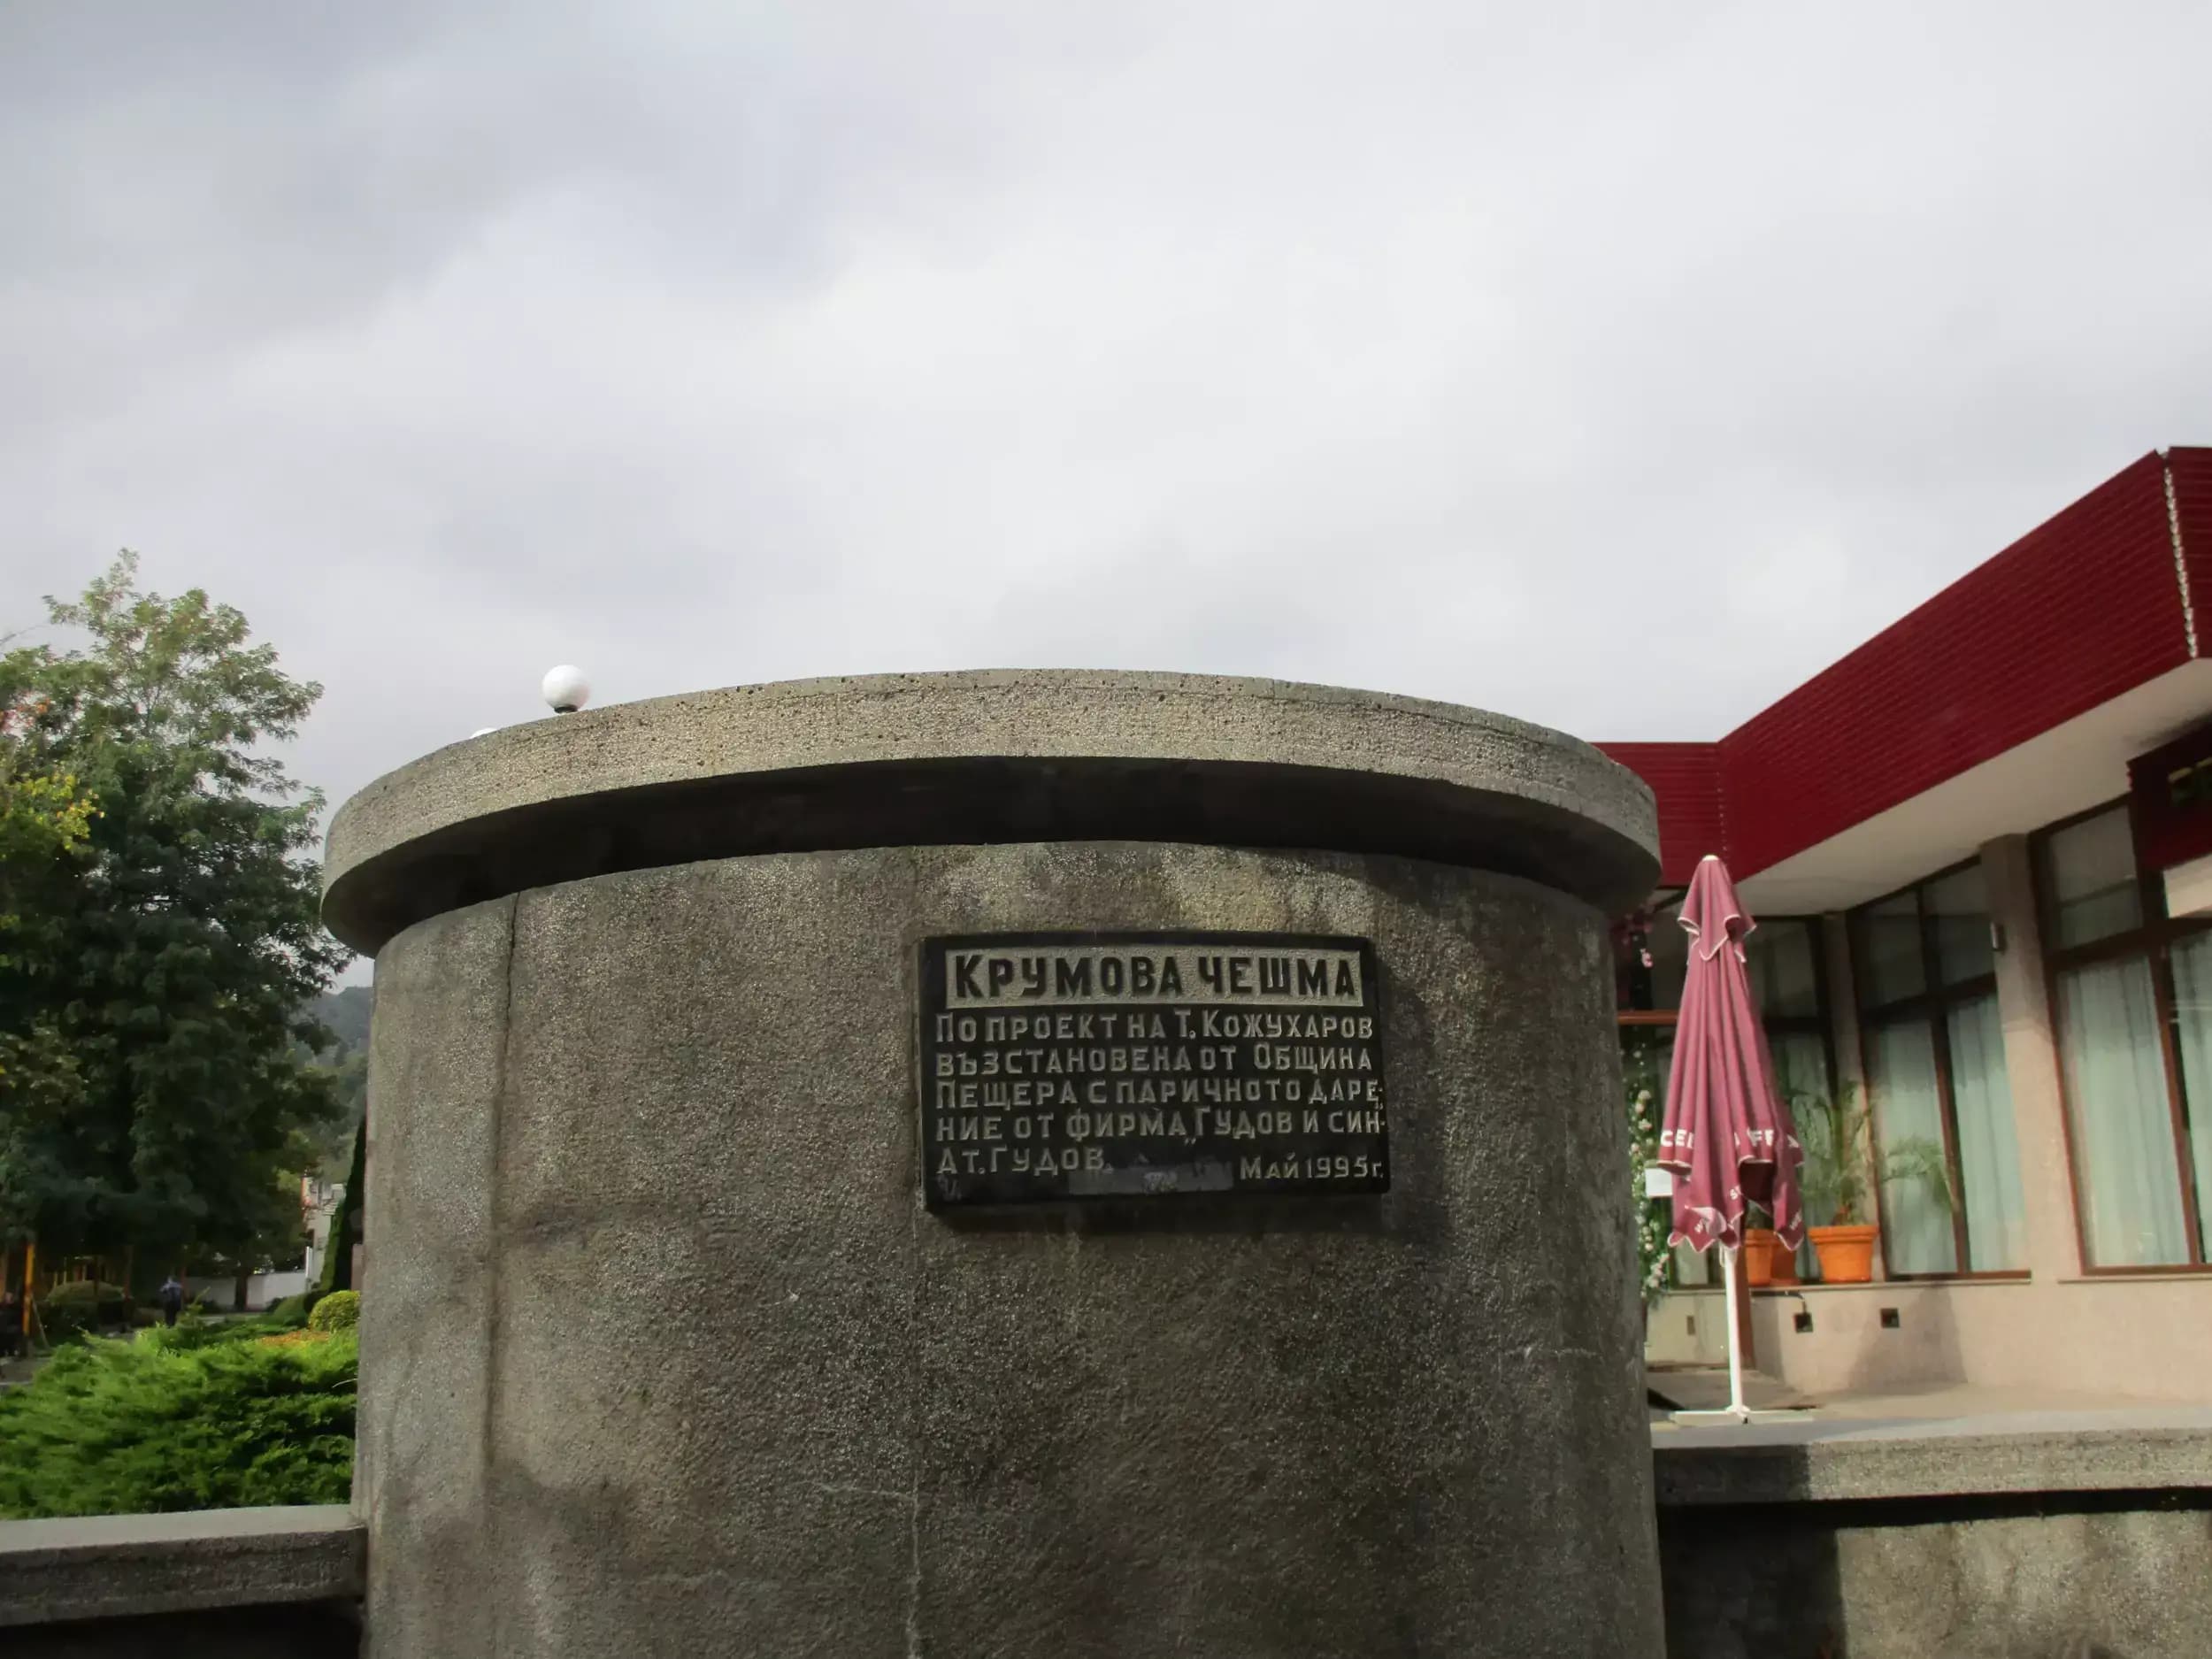 КРУМОВА ЧЕШМА
ПО ПРОЕКТ НА Т. КОЖУХАРОВ
ВЪЗСТАНОВЕНА ОТ ОБЩИНА
ПЕЩЕРА С ПАРИЧНОТО ДАРЕ-
НИЕ ОТ ФИРМА „ГУДОВ И СИН"-
АТ. ГУДОВ.
МАЙ 1995г.